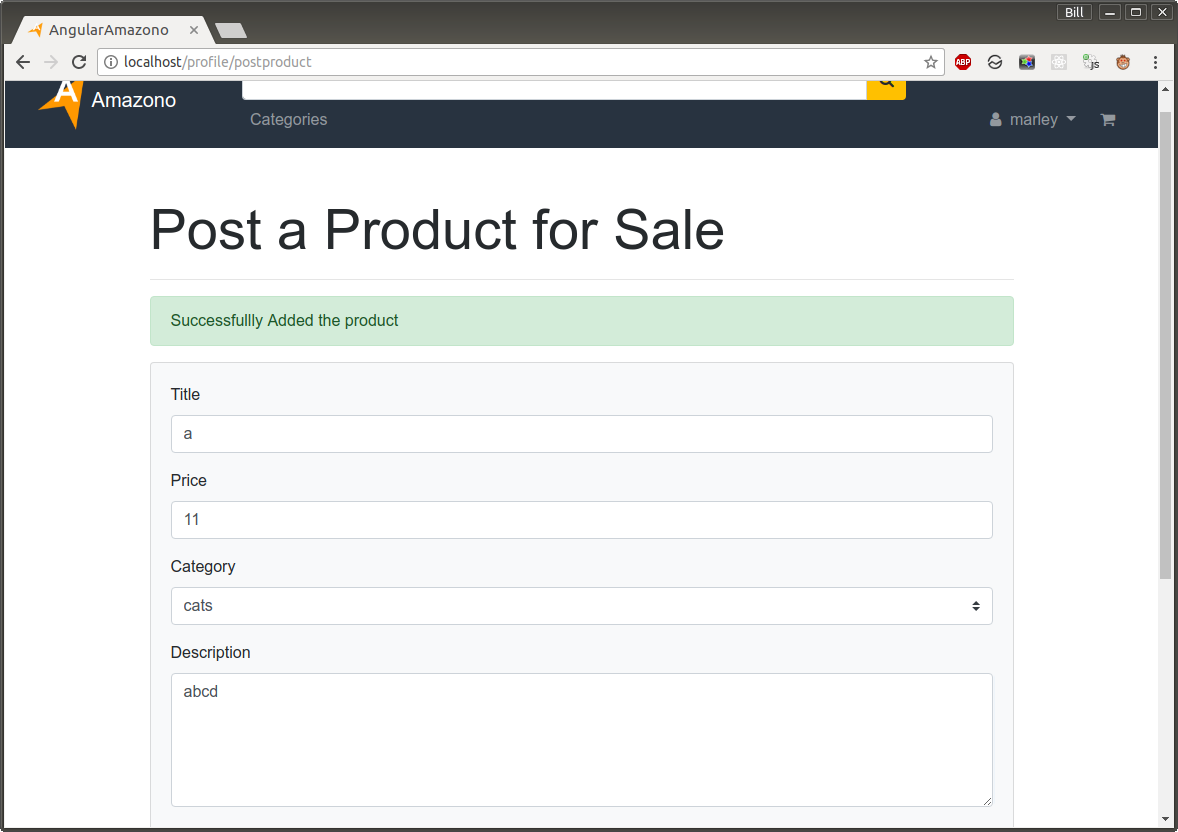 Bill
AngularAmazono
localhost/profile/postproduct
ABP
js
A
Amazono
Categories
marley
Post a Product for Sale
Successfullly Added the product
Title
a
Price
11
Category
cats
Description
abcd